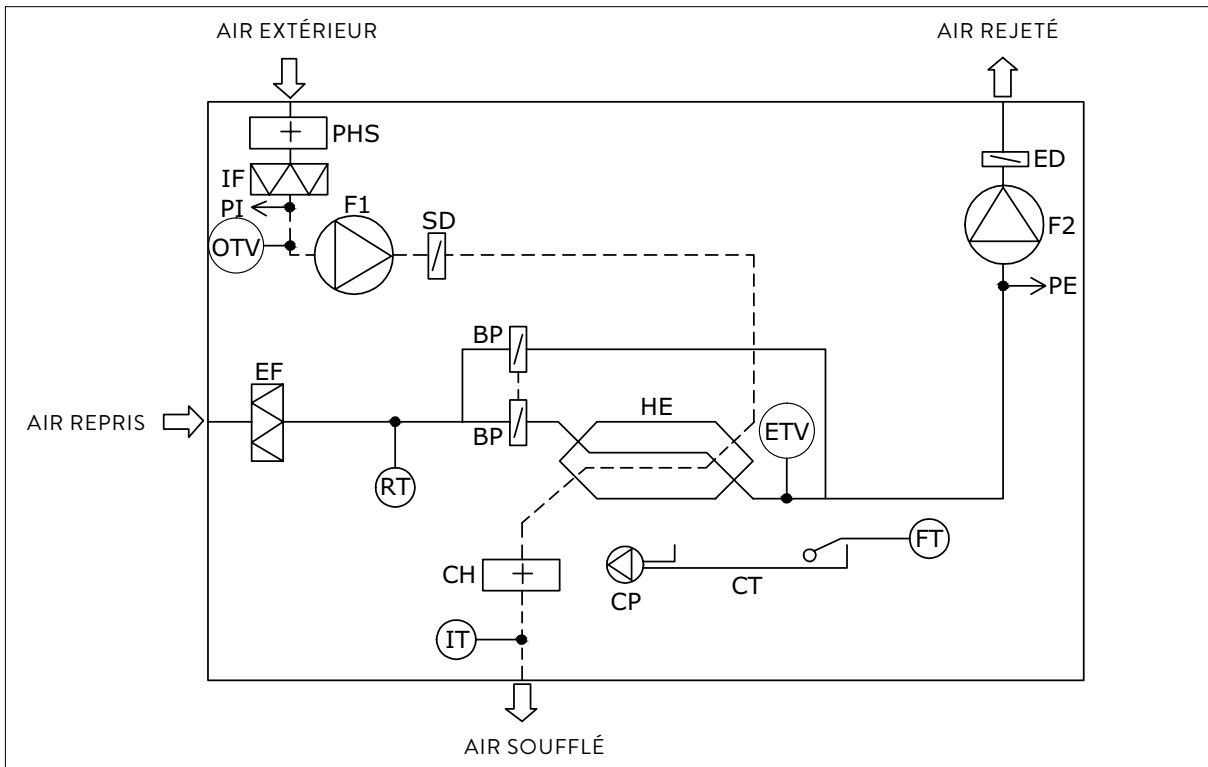 AIR EXTÉRIEUR
AIR REJETÉ
PHS
ED
IF
PI
F1
SD
F2
OTV
PE
BP
EF
HE
AIR REPRIS
BP
ETV
RT
FT
CH
CP
CT
IT
AIR SOUFFLÉ